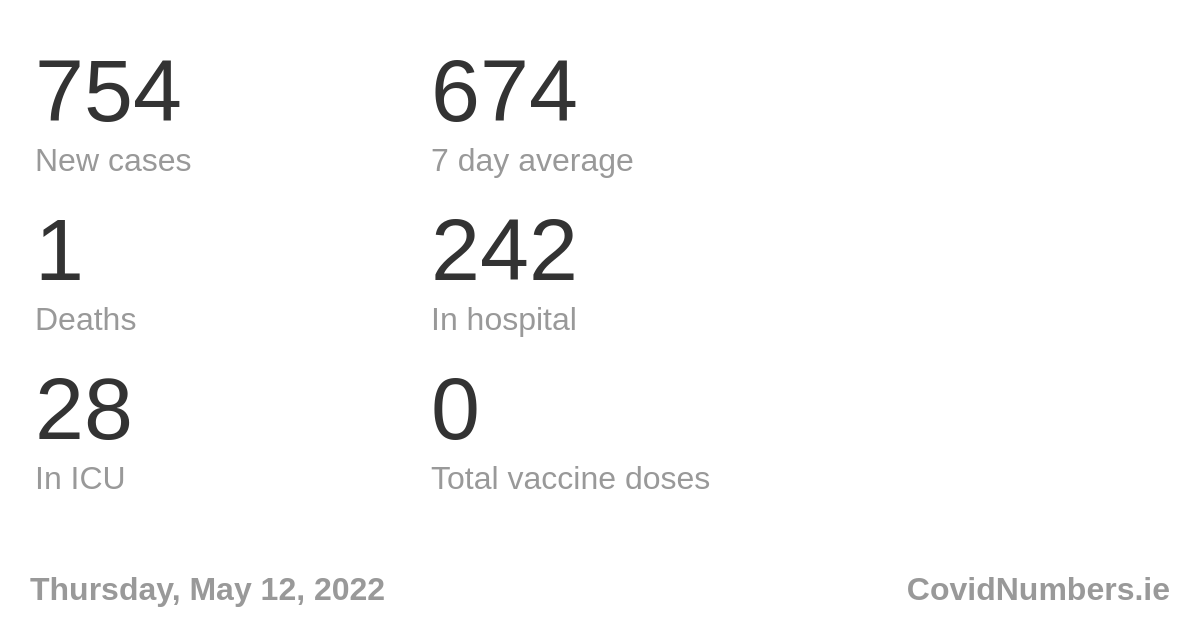 754
674
New cases
7 day average
1
242
Deaths
In hospital
28
0
In ICU
Total vaccine doses
Thursday, May 12, 2022
CovidNumbers.ie